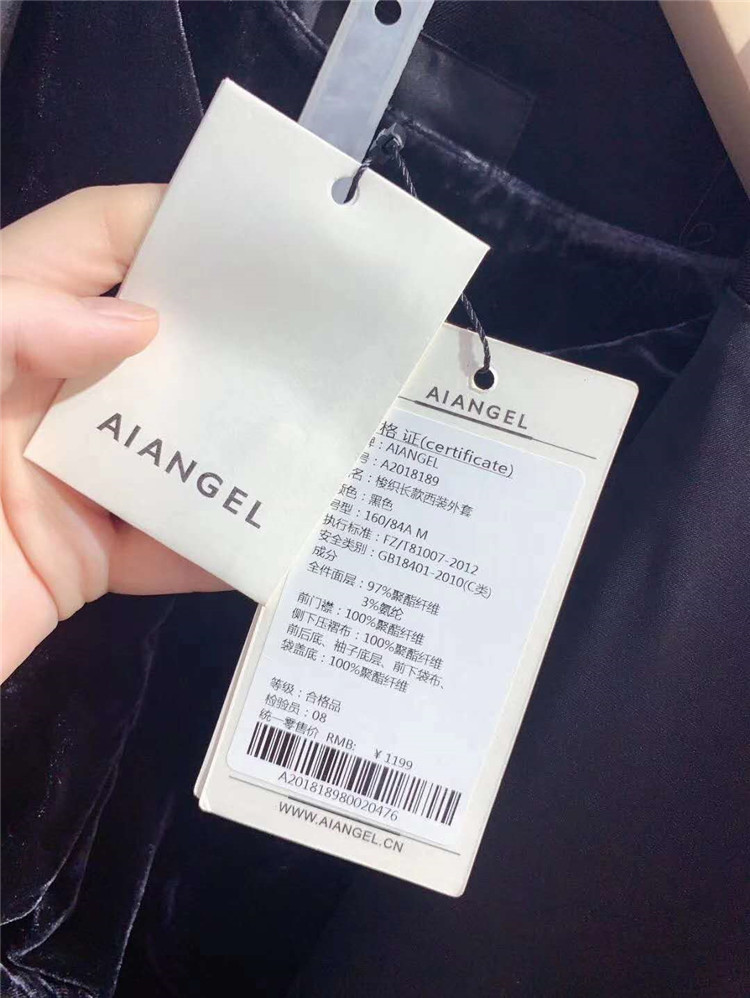 AIANGEL
AIANGEL
格 证(certificate)
: AIANGEL
号: A2018189
名: 梭织长款西装外套
颜色: 黑色
号型: 160/84A M
执行标准: FZ/T81007-2012
安全类别: GB18401-2010(C类)
成分
全件面层: 97%聚酯纤维
3%氨纶
前门襟: 100%聚酯纤维
侧下压褶布: 100%聚酯纤维
前后底、袖子底层、前下袋布、
袋盖底: 100%聚酯纤维
等级: 合格品
检验员: 08
统一零售价 RMB: ¥1199
A201818980020476
WWW.AIANGEL.CN